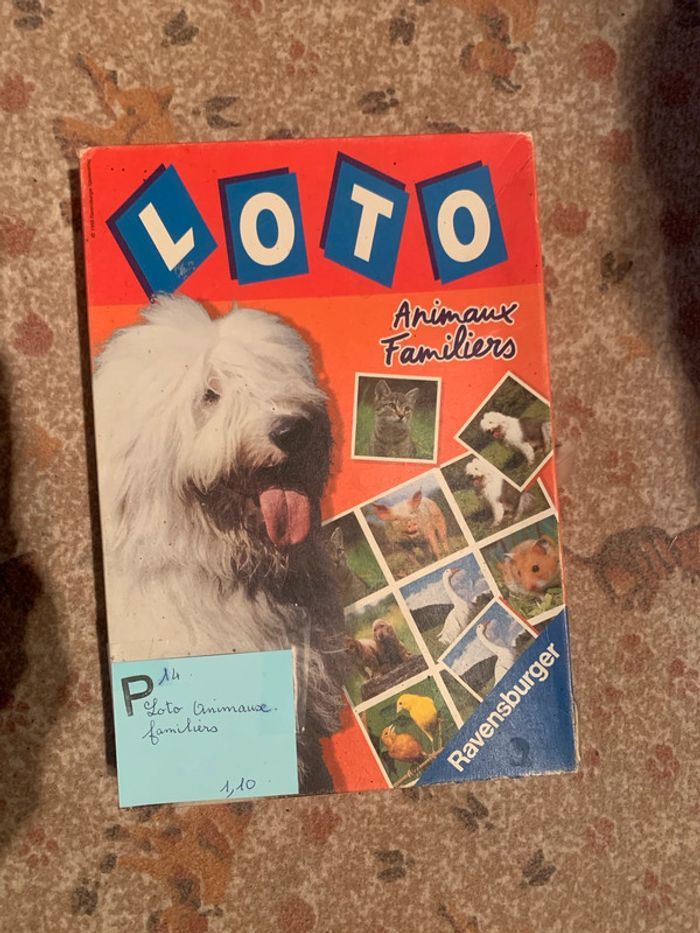 LOTO
Animaux
Familiers
Ravensburger
P 14.
Loto Animaux.
familiers
1,10